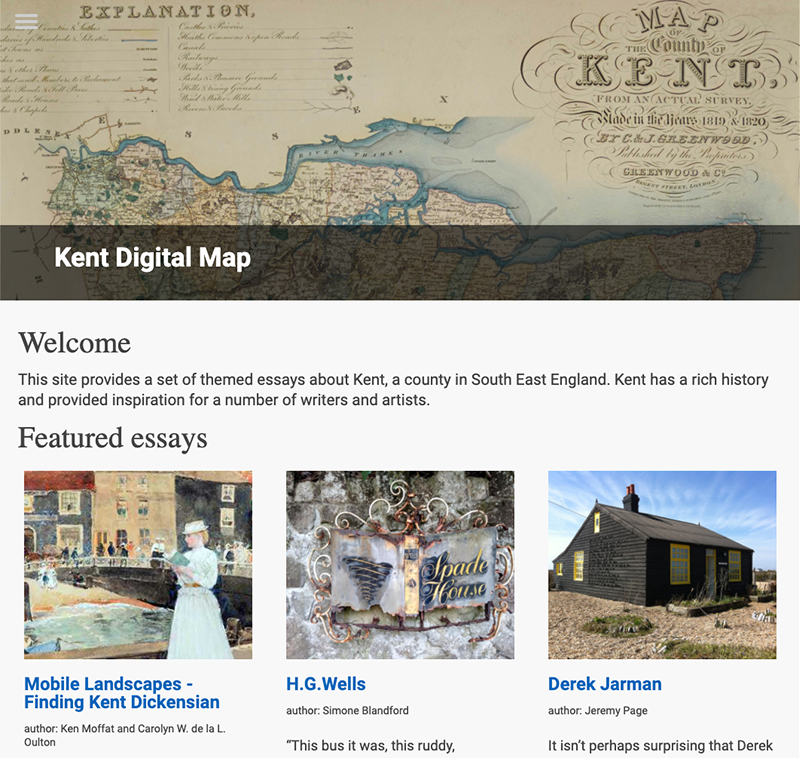 EXPLANATION,
Railways
RIVER THAMES
MAP
OF
THE County OF
KENT,
FROM AN ACTUAL SURVEY,
Made in the Years 1819 & 1820,
BY C. & J. GREENWOOD.
Published by the Proprietors
GREENWOOD & Co.
REGENT STREET, LONDON.
Kent Digital Map
Welcome
This site provides a set of themed essays about Kent, a county in South East England. Kent has a rich history
and provided inspiration for a number of writers and artists.
Featured essays
Spade
House
Mobile Landscapes -
Finding Kent Dickensian
author: Ken Moffat and Carolyn W. de la L.
Oulton
H.G.Wells
author: Simone Blandford
“This bus it was, this ruddy,
Derek Jarman
author: Jeremy Page
It isn’t perhaps surprising that Derek